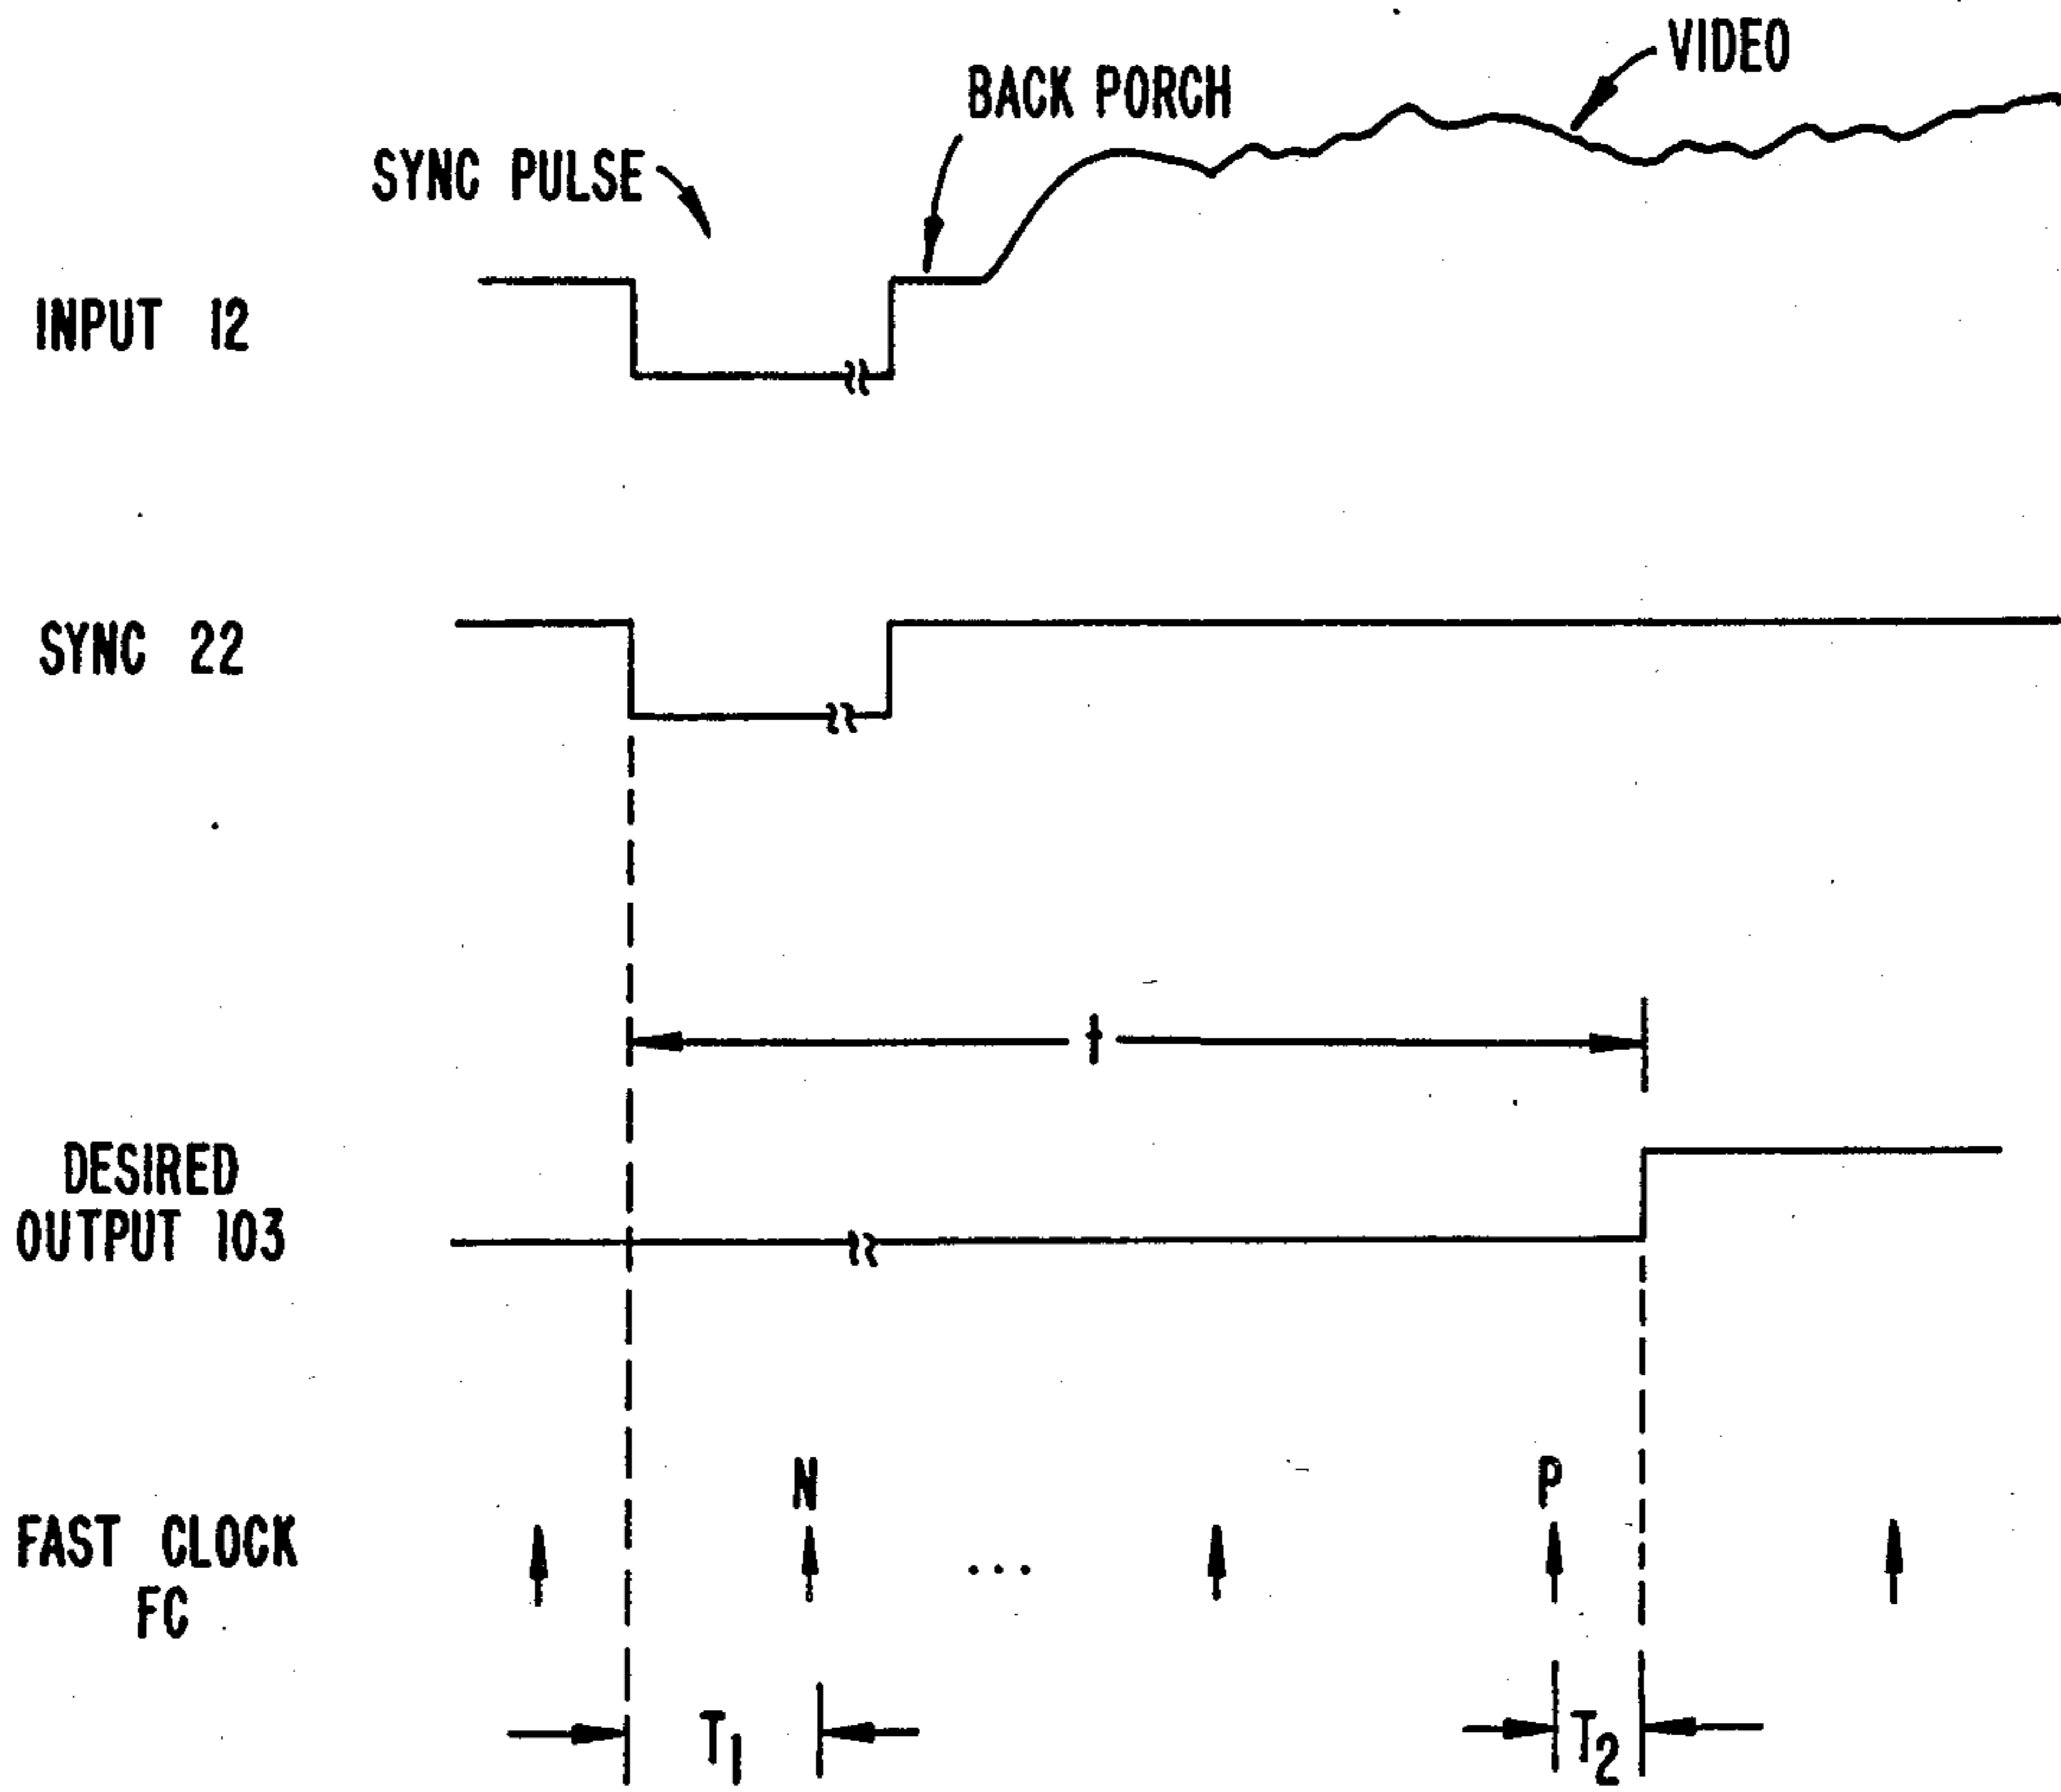 VIDEO
BACK PORCH
SYNC PULSE
INPUT 12
SYNC 22
t
DESIRED
OUTPUT 103
N
P
FAST CLOCK
FC
...
T1
T2